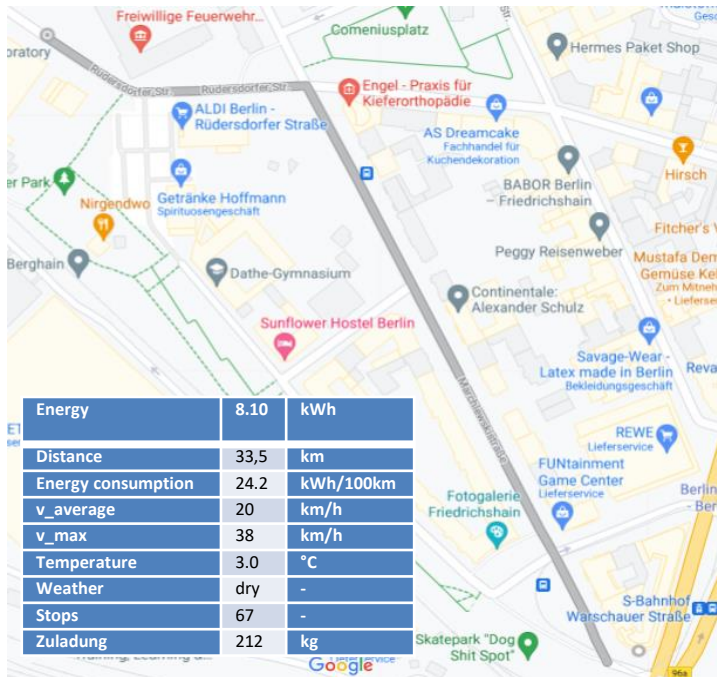 Freiwillige Feuerwehr...
Comeniusplatz
Str.
oratory
Hermes Paket Shop
Rüdersdorfer Str.
Rüdersdorfer Str.
Engel - Praxis für
Kieferorthopädie
ALDI Berlin -
Rüdersdorfer Straße
AS Dreamcake
Fachhandel für
Kuchendekoration
Hirsch
er Park
BABOR Berlin
– Friedrichshain
Nirgendwo
Getränke Hoffmann
Spirituosengeschäft
Fitcher's V
Berghain
Peggy Reisenweber
Mustafa Dem
Gemüse Ke
Zum Mitneh
• Lieferse
Dathe-Gymnasium
Continentale:
Alexander Schulz
Sunflower Hostel Berlin
Savage-Wear -
Latex made in Berlin
Bekleidungsgeschäft
Reva
Marchlewskistraße
Energy 8.10 kWh
Distance 33,5 km
Energy consumption 24.2 kWh/100km
v_average 20 km/h
v_max 38 km/h
Temperature 3.0 °C
Weather dry -
Stops 67 -
Zuladung 212 kg
REWE
Lieferservice
FUNtainment
Game Center
Lieferservice
Berlin
- Ber
Fotogalerie
Friedrichshain
S-Bahnhof
Warschauer Straße
Skatepark "Dog
Shit Spot"
Google
96a